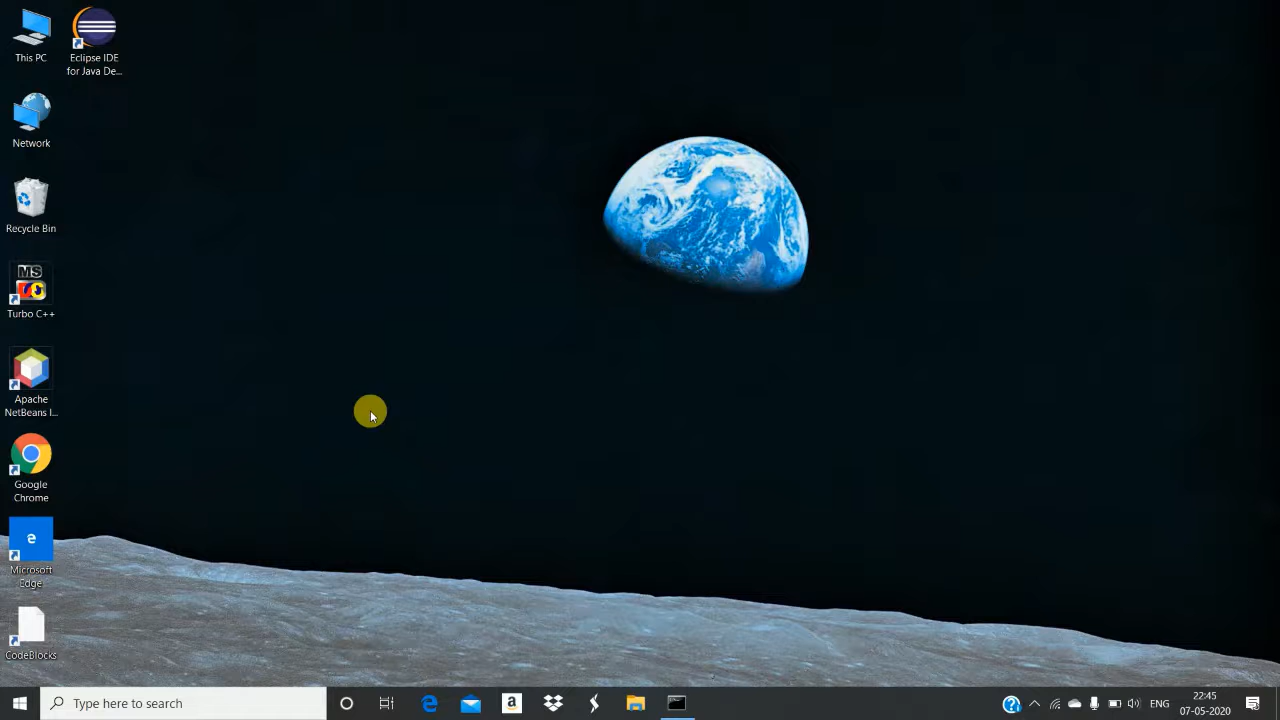 This PC
Eclipse IDE
for Java De...
Network
Recycle Bin
MS
Turbo C++
Apache
NetBeans I...
Google
Chrome
e
Microsoft
Edge
CodeBlocks
Type here to search
a
?
ENG
22:45
07-05-2020